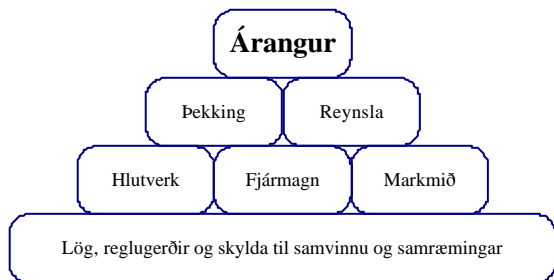 Árangur
Þekking Reynsla
Hlutverk Fjármagn Markmið
Lög, reglugerðir og skylda til samvinnu og samræmingar